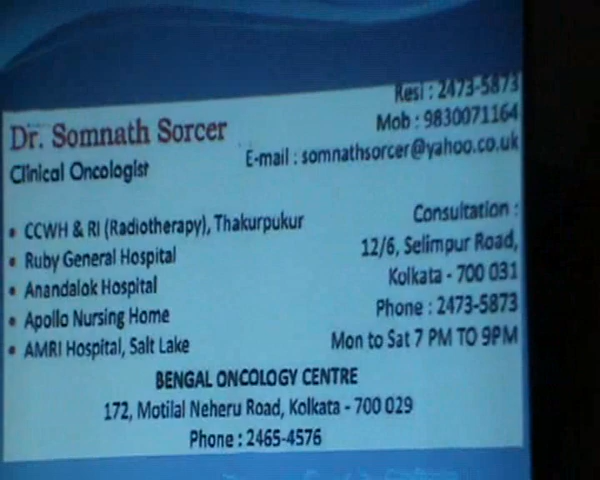 Resi : 2473-5873
Dr. Somnath Sorcer
Mob : 9830071164
Clinical Oncologist
E-mail : somnathsorcer@yahoo.co.uk
• CCWH & RI (Radiotherapy), Thakurpukur
• Ruby General Hospital
• Anandalok Hospital
• Apollo Nursing Home
• AMRI Hospital, Salt Lake
Consultation :
12/6, Selimpur Road,
Kolkata - 700 031
Phone : 2473-5873
Mon to Sat 7 PM TO 9PM
BENGAL ONCOLOGY CENTRE
172, Motilal Neheru Road, Kolkata - 700 029
Phone : 2465-4576